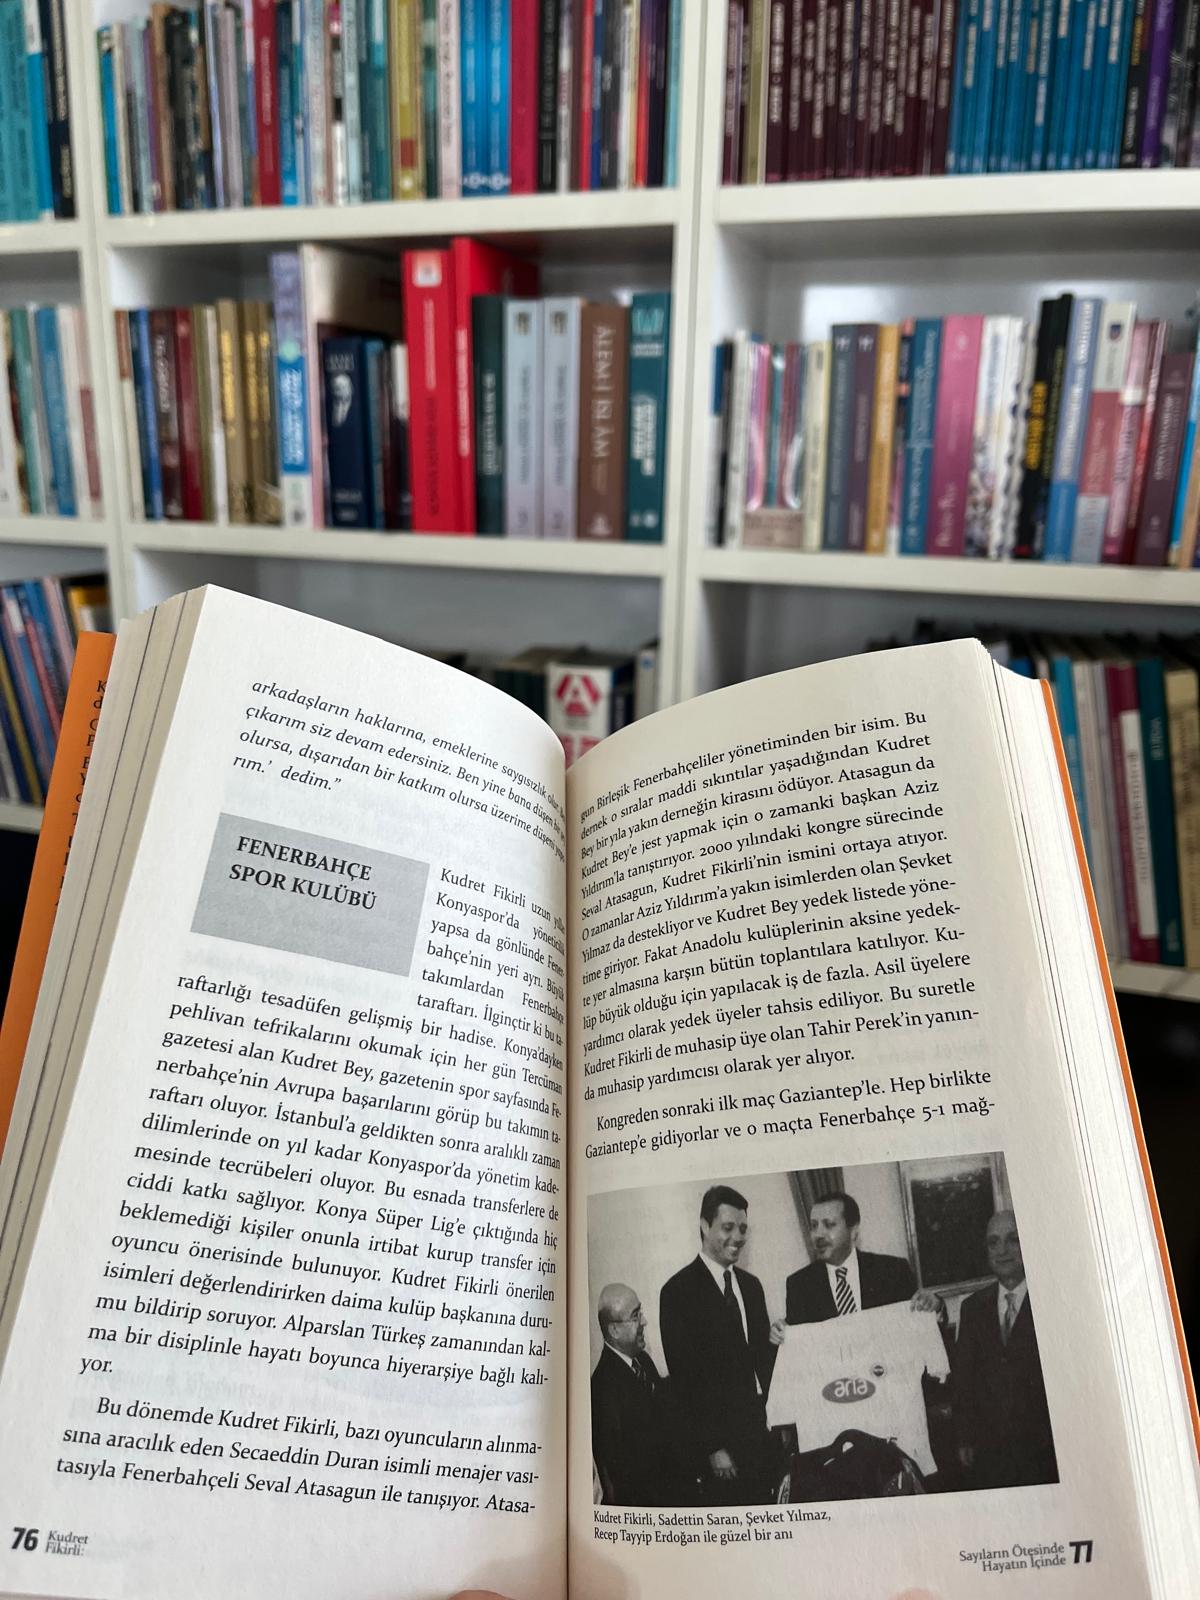 ÂLEM-İ İSLÂM
arkadaşların haklarına, emeklerine saygısızlık olur. Ben
çıkarım siz devam edersiniz. Ben yine bana düşen bir şey
olursa, dışarıdan bir katkım olursa üzerime düşeni yapa-
rım.’ dedim.”
FENERBAHÇE
SPOR KULÜBÜ
Kudret Fikirli uzun yıllar
Konyaspor’da yöneticilik
yapsa da gönlünde Fener-
bahçe’nin yeri ayrı. Büyük
takımlardan Fenerbahçe
taraftarı. İlginçtir ki bu ta-
raftarlığı tesadüfen gelişmiş bir hadise. Konya’dayken
pehlivan tefrikalarını okumak için her gün Tercüman
gazetesi alan Kudret Bey, gazetenin spor sayfasında Fe-
nerbahçe’nin Avrupa başarılarını görüp bu takımın ta-
raftarı oluyor. İstanbul’a geldikten sonra aralıklı zaman
dilimlerinde on yıl kadar Konyaspor’da yönetim kade-
mesinde tecrübeleri oluyor. Bu esnada transferlere de
ciddi katkı sağlıyor. Konya Süper Lig’e çıktığında hiç
beklemediği kişiler onunla irtibat kurup transfer için
oyuncu önerisinde bulunuyor. Kudret Fikirli önerilen
isimleri değerlendirirken daima kulüp başkanına duru-
mu bildirip soruyor. Alparslan Türkeş zamanından kal-
ma bir disiplinle hayatı boyunca hiyerarşiye bağlı kalı-
yor.
Bu dönemde Kudret Fikirli, bazı oyuncuların alınma-
sına aracılık eden Secaeddin Duran isimli menajer vası-
tasıyla Fenerbahçeli Seval Atasagun ile tanışıyor. Atasa-
76 Kudret
Fikirli:
gun Birleşik Fenerbahçeliler yönetiminden bir isim. Bu
dernek o sıralar maddi sıkıntılar yaşadığından Kudret
Bey bir yıla yakın derneğin kirasını ödüyor. Atasagun da
Kudret Bey’e jest yapmak için o zamanki başkan Aziz
Yıldırım’la tanıştırıyor. 2000 yılındaki kongre sürecinde
Seval Atasagun, Kudret Fikirli’nin ismini ortaya atıyor.
O zamanlar Aziz Yıldırım’a yakın isimlerden olan Şevket
Yılmaz da destekliyor ve Kudret Bey yedek listede yöne-
time giriyor. Fakat Anadolu kulüplerinin aksine yedek-
te yer almasına karşın bütün toplantılara katılıyor. Ku-
lüp büyük olduğu için yapılacak iş de fazla. Asil üyelere
yardımcı olarak yedek üyeler tahsis ediliyor. Bu suretle
Kudret Fikirli de muhasip üye olan Tahir Perek’in yanın-
da muhasip yardımcısı olarak yer alıyor.
Kongreden sonraki ilk maç Gaziantep’le. Hep birlikte
Gaziantep’e gidiyorlar ve o maçta Fenerbahçe 5-1 mağ-
aria
Kudret Fikirli, Sadettin Saran, Şevket Yılmaz,
Recep Tayyip Erdoğan ile güzel bir anı
Sayıların Ötesinde
Hayatın İçinde 77